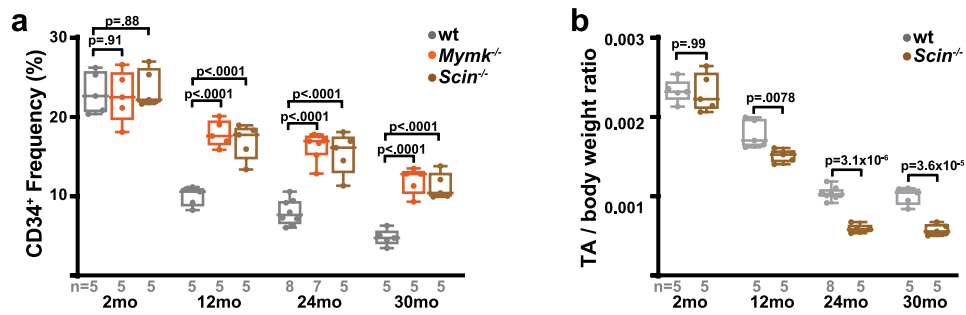 a
CD34⁺ Frequency (%)
30
20
10
p=.88
p=.91
p<.0001
p<.0001
p<.0001
p<.0001
p<.0001
p<.0001
wt
Mymk⁻/⁻
Scin⁻/⁻
n=5 5 5 5 5 5 8 7 5 5 5 5
2mo 12mo 24mo 30mo
b
TA / body weight ratio
0.003
0.002
0.001
p=.99
p=.0078
p=3.1x10⁻⁶
p=3.6x10⁻⁵
wt
Scin⁻/⁻
n=5 5 5 5 8 5 5 5
2mo 12mo 24mo 30mo